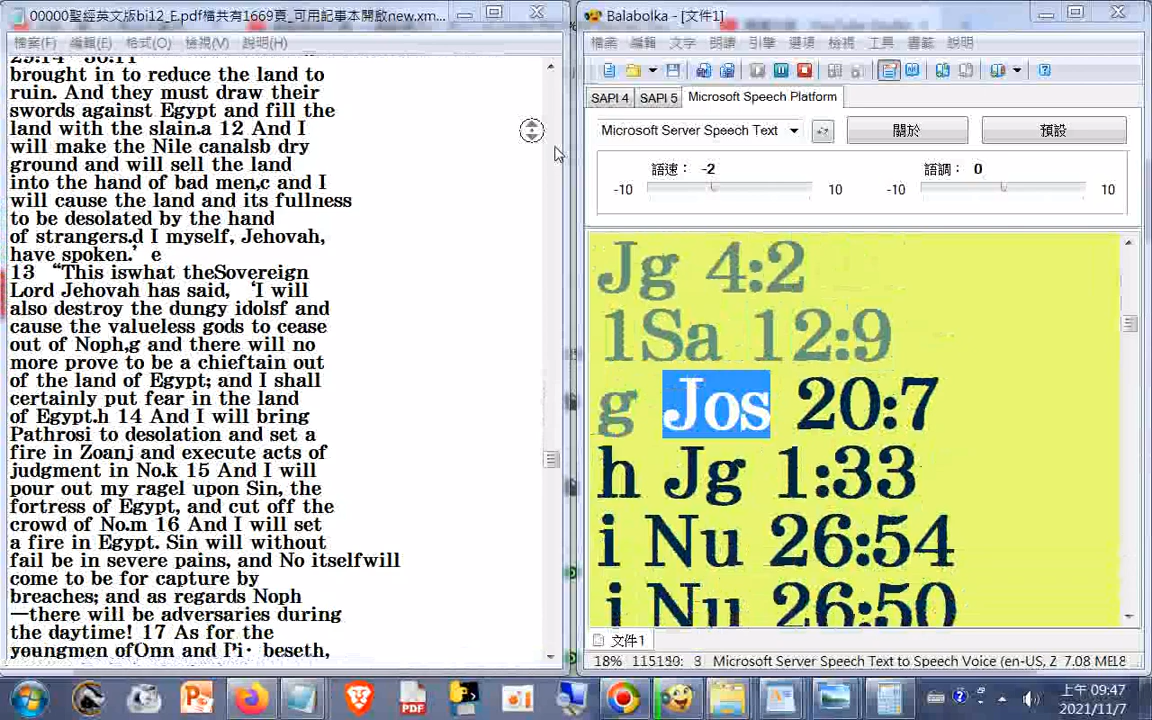 00000聖經英文版bi12_E.pdf檔共有1669頁_可用記事本開啟new.xm...
檔案(F) 編輯(E) 格式(O) 檢視(V) 說明(H)
brought in to reduce the land to
ruin. And they must draw their
swords against Egypt and fill the
land with the slain.a 12 And I
will make the Nile canalsb dry
ground and will sell the land
into the hand of bad men,c and I
will cause the land and its fullness
to be desolated by the hand
of strangers.d I myself, Jehovah,
have spoken.’ e
13 “This iswhat theSovereign
Lord Jehovah has said, ‘I will
also destroy the dungy idolsf and
cause the valueless gods to cease
out of Noph,g and there will no
more prove to be a chieftain out
of the land of Egypt; and I shall
certainly put fear in the land
of Egypt.h 14 And I will bring
Pathrosi to desolation and set a
fire in Zoanj and execute acts of
judgment in No.k 15 And I will
pour out my ragel upon Sin, the
fortress of Egypt, and cut off the
crowd of No.m 16 And I will set
a fire in Egypt. Sin will without
fail be in severe pains, and No itselfwill
come to be for capture by
breaches; and as regards Noph
—there will be adversaries during
the daytime! 17 As for the
youngmen ofOnn and Pi· beseth,
Balabolka - [文件1]
檔案 編輯 文字 朗讀 引擎 選項 檢視 工具 書籤 說明
SAPI 4 SAPI 5 Microsoft Speech Platform
Microsoft Server Speech Text 關於 預設
語速： -2 語調： 0
-10 10 -10 10
Jg 4:2
1Sa 12:9
g Jos 20:7
h Jg 1:33
i Nu 26:54
j Nu 26:50
文件1
18% Microsoft Server Speech Text to Speech Voice (en-US, Z 7.08 ME
上午 09:47
2021/11/7